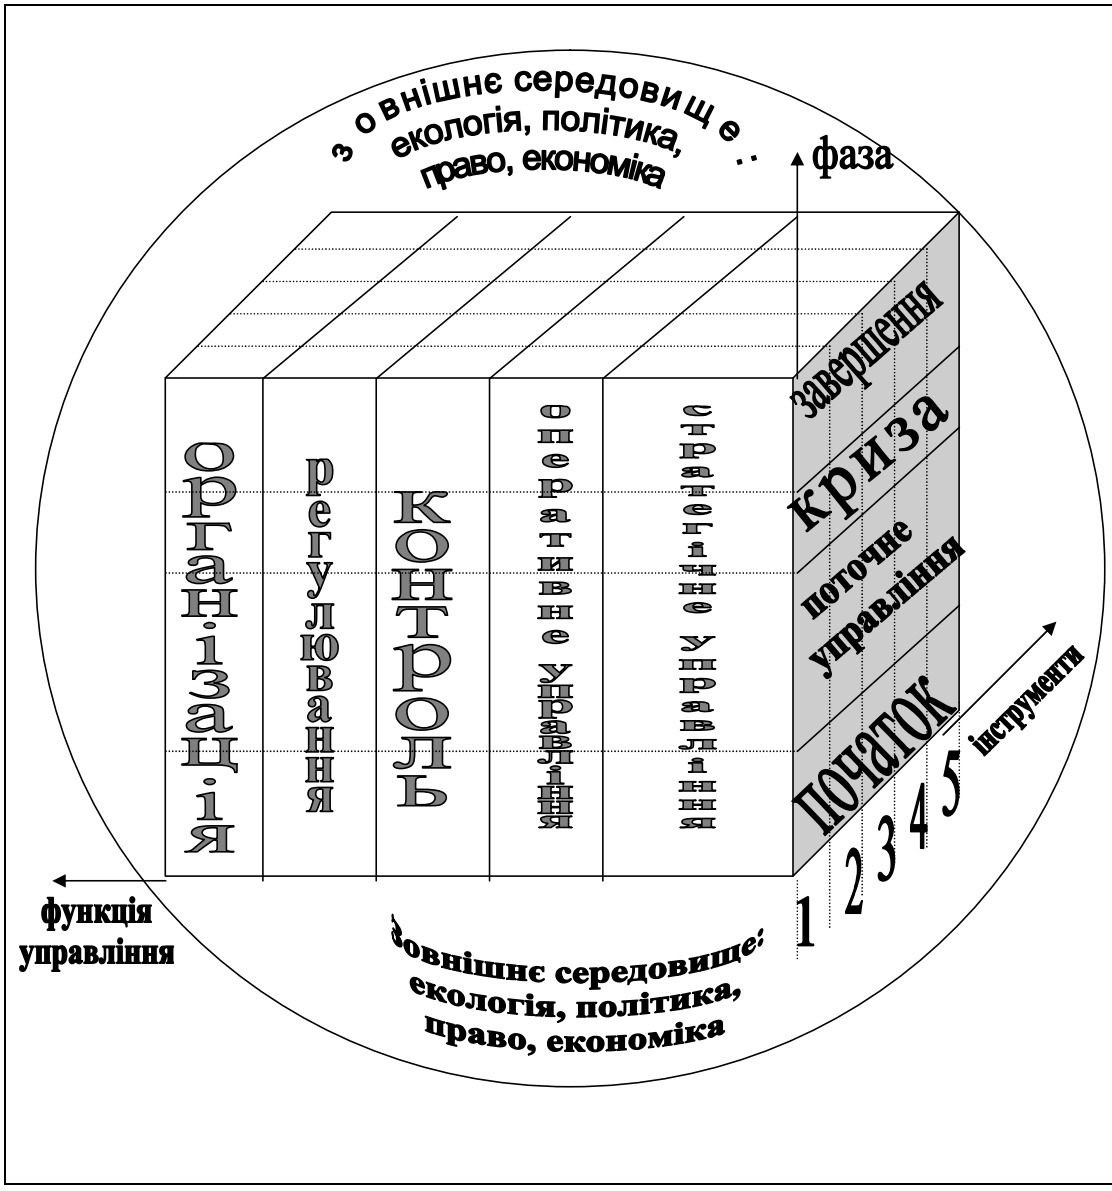 зовнішнє середовище:
екологія, політика,
право, економіка
фаза
організація
регулювання
контроль
оперативне управління
стратегічне управління
завершення
криза
поточне
управління
початок
інструменти
1
2
3
4
5
функція
управління
зовнішнє середовище:
екологія, політика,
право, економіка